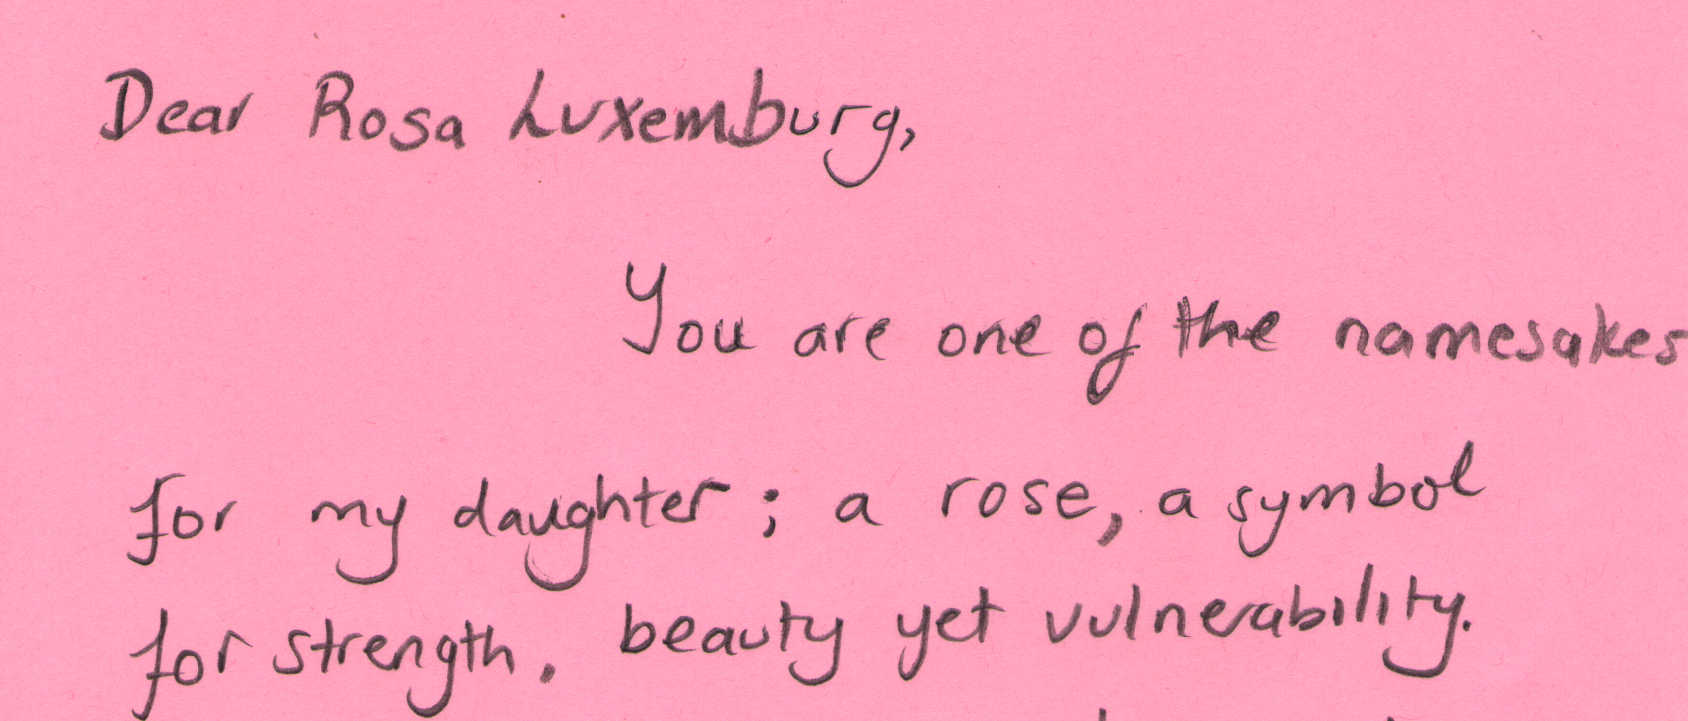 Dear Rosa Luxemburg,
You are one of the namesakes
for my daughter; a rose, a symbol
for strength, beauty yet vulnerability.